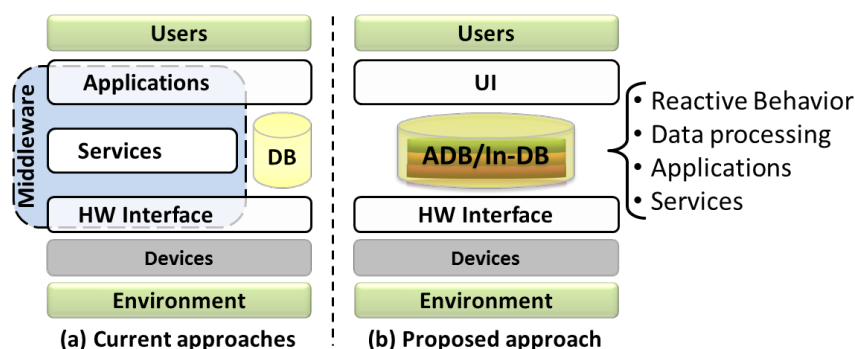 Users
Applications
Middleware
Services
DB
HW Interface
Devices
Environment
(a) Current approaches
Users
UI
ADB/In-DB
HW Interface
Devices
Environment
(b) Proposed approach
• Reactive Behavior
• Data processing
• Applications
• Services